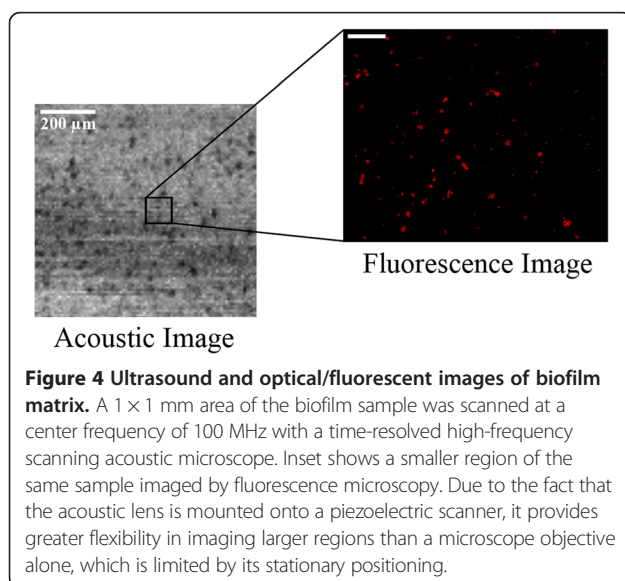 200 µm
Fluorescence Image
Acoustic Image
Figure 4 Ultrasound and optical/fluorescent images of biofilm
matrix. A 1 × 1 mm area of the biofilm sample was scanned at a
center frequency of 100 MHz with a time-resolved high-frequency
scanning acoustic microscope. Inset shows a smaller region of the
same sample imaged by fluorescence microscopy. Due to the fact that
the acoustic lens is mounted onto a piezoelectric scanner, it provides
greater flexibility in imaging larger regions than a microscope objective
alone, which is limited by its stationary positioning.